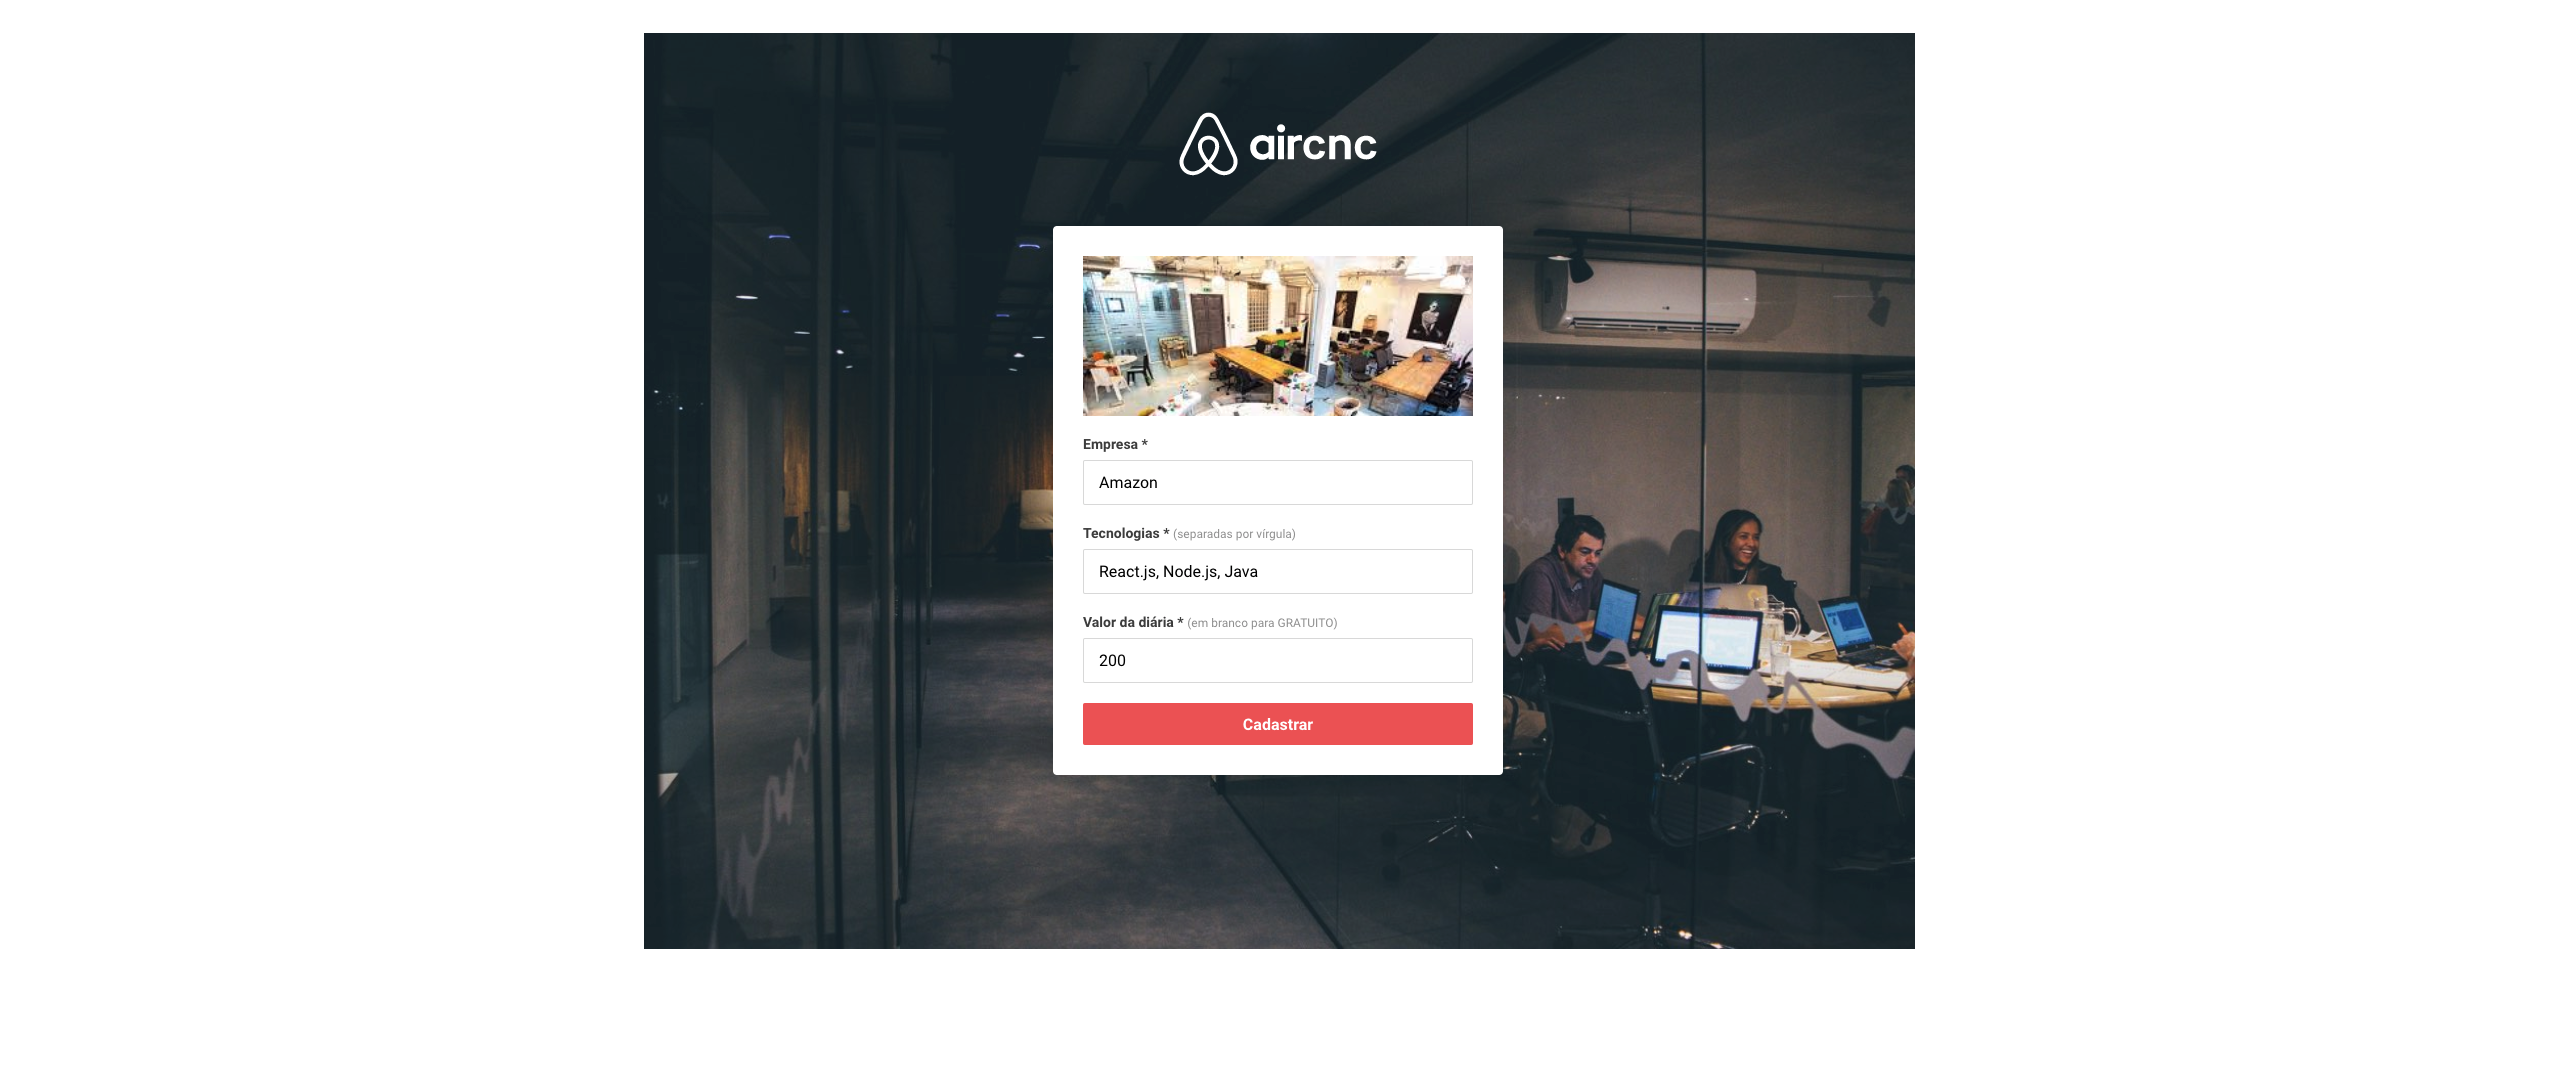 aircnc
Empresa *
Amazon
Tecnologias * (separadas por vírgula)
React.js, Node.js, Java
Valor da diária * (em branco para GRATUITO)
200
Cadastrar